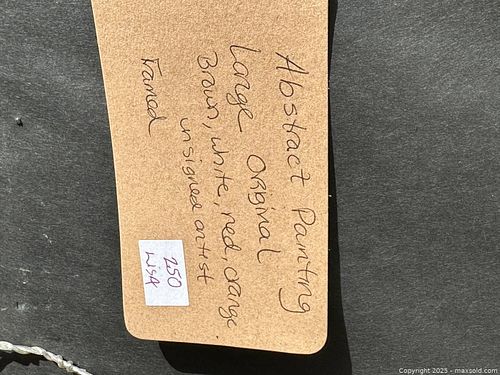 Abstract Painting
Large Original
Brown, white, red, orange
unsigned artist
Framed
250
LISA
Copyright 2025 - maxsold.com